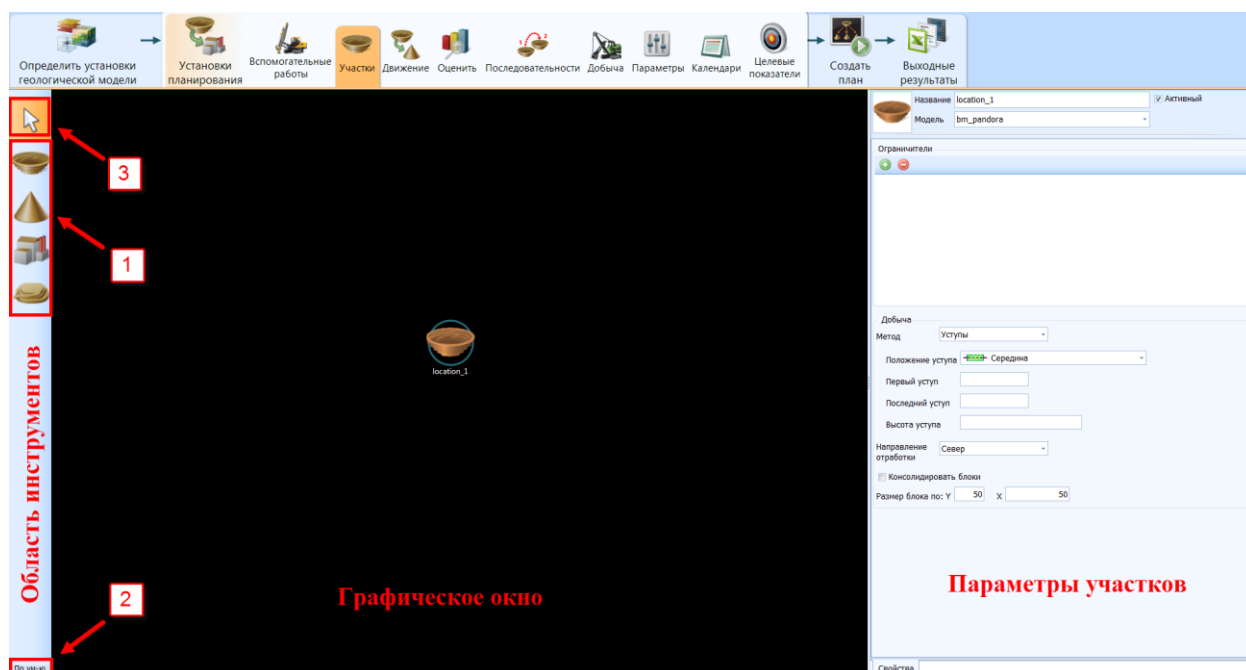 Определить установки
геологической модели
Установки
планирования
Вспомогательные
работы
Участки
Движение
Оценить
Последовательности
Добыча
Параметры
Календари
Целевые
показатели
Создать
план
Выходные
результаты
3
1
Область инструментов
2
По ум-ю
location_1
Графическое окно
Название location_1 Активный
Модель bm_pandora
Ограничители
Добыча
Метод Уступы
Положение уступа Середина
Первый уступ
Последний уступ
Высота уступа
Направление
отработки Север
Консолидировать блоки
Размер блока по: Y 50 X 50
Параметры участков
Свойства